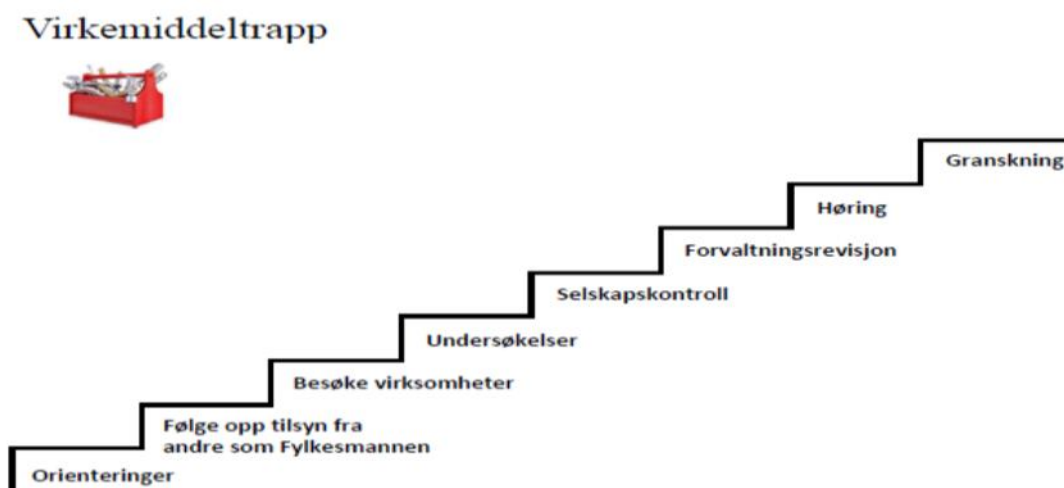 Virkemiddeltrapp
Granskning
Høring
Forvaltningsrevisjon
Selskapskontroll
Undersøkelser
Besøke virksomheter
Følge opp tilsyn fra
andre som Fylkesmannen
Orienteringer